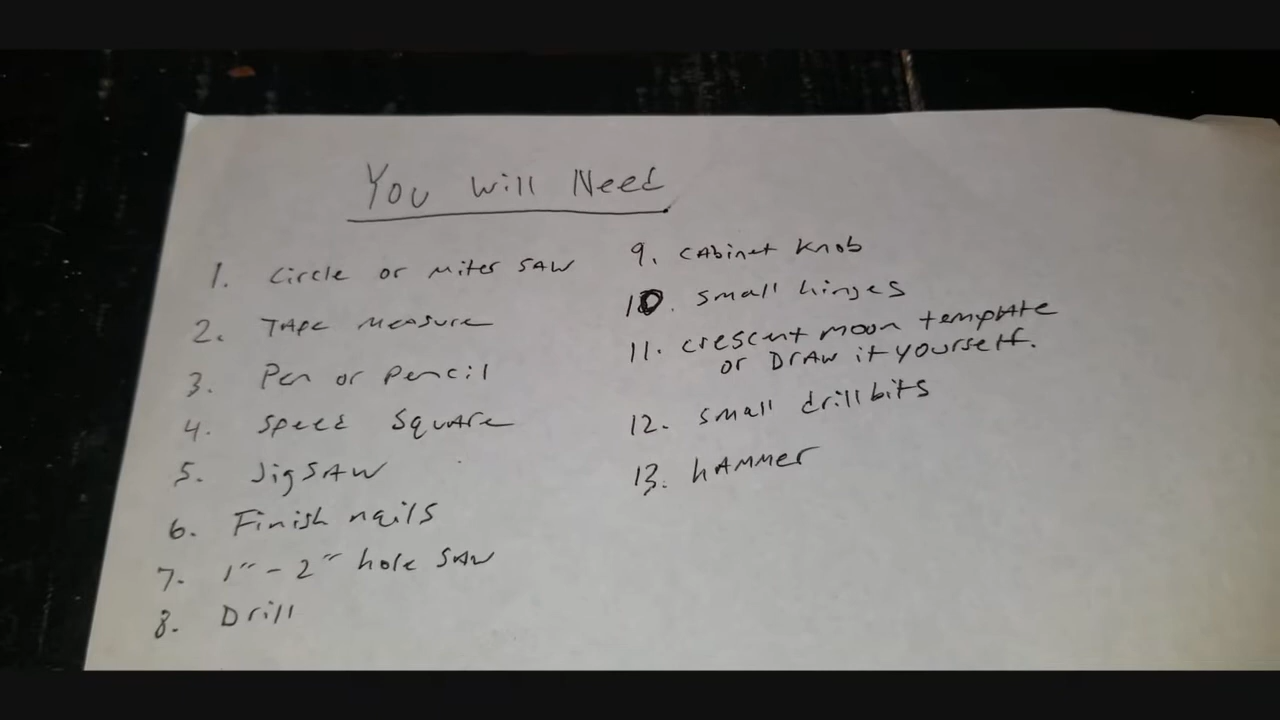 You Will Need
1. Circle or Miter SAW
2. TAPE MEASURE
3. Pen or Pencil
4. Speed Square
5. JigSAW
6. Finish nails
7. 1" - 2" hole SAW
8. Drill
9. CAbinet Knob
10. Small hinges
11. Crescent moon template
or DRAW it yourself.
12. Small drill bits
13. hAMMer